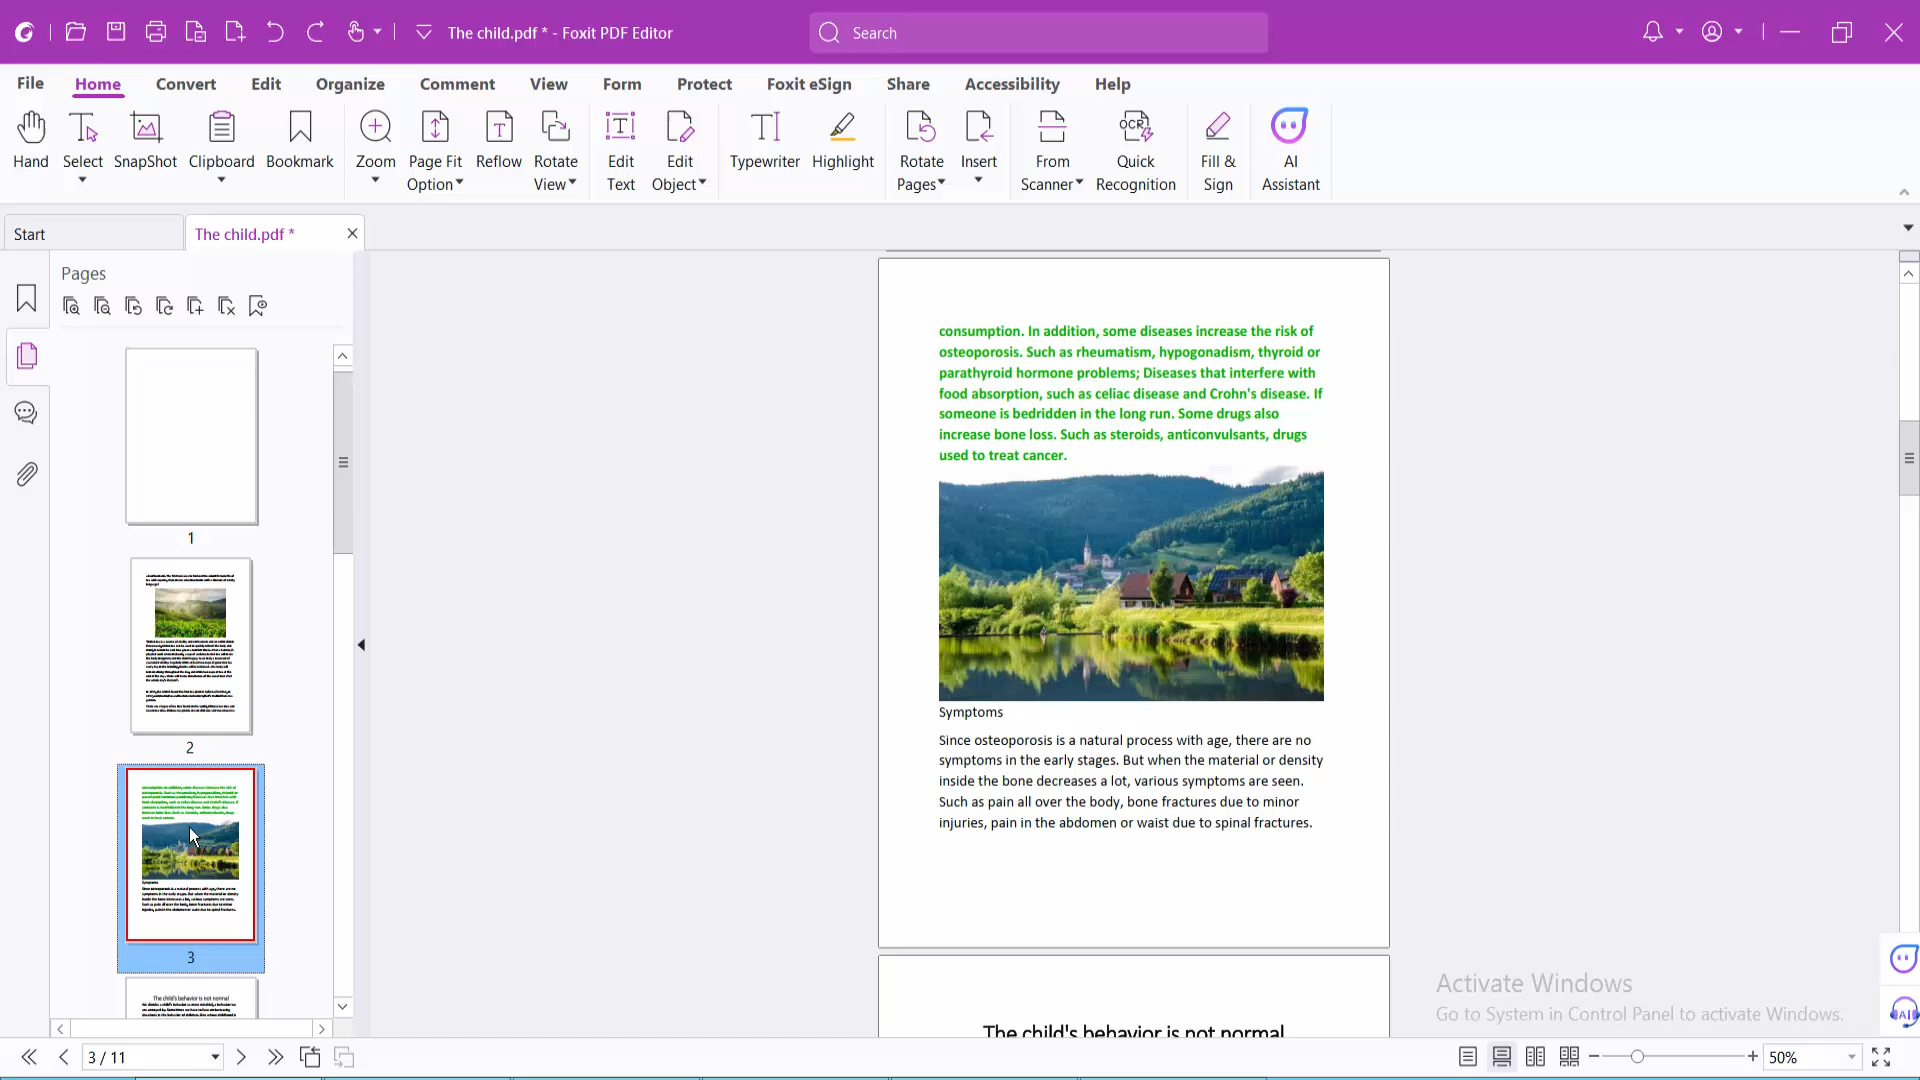 The child.pdf * - Foxit PDF Editor
Search
File Home Convert Edit Organize Comment View Form Protect Foxit eSign Share Accessibility Help
Hand
Select
SnapShot
Clipboard
Bookmark
Zoom
Page Fit
Option
Reflow
Rotate
View
Edit
Text
Edit
Object
Typewriter
Highlight
Rotate
Pages
Insert
From
Scanner
OCR
Quick
Recognition
Fill &
Sign
AI
Assistant
Start
The child.pdf *
Pages
1
2
3
The child's behavior is not normal
consumption. In addition, some diseases increase the risk of
osteoporosis. Such as rheumatism, hypogonadism, thyroid or
parathyroid hormone problems; Diseases that interfere with
food absorption, such as celiac disease and Crohn's disease. If
someone is bedridden in the long run. Some drugs also
increase bone loss. Such as steroids, anticonvulsants, drugs
used to treat cancer.
Symptoms
Since osteoporosis is a natural process with age, there are no
symptoms in the early stages. But when the material or density
inside the bone decreases a lot, various symptoms are seen.
Such as pain all over the body, bone fractures due to minor
injuries, pain in the abdomen or waist due to spinal fractures.
The child's behavior is not normal
Activate Windows
Go to System in Control Panel to activate Windows.
AI
3 / 11
50%